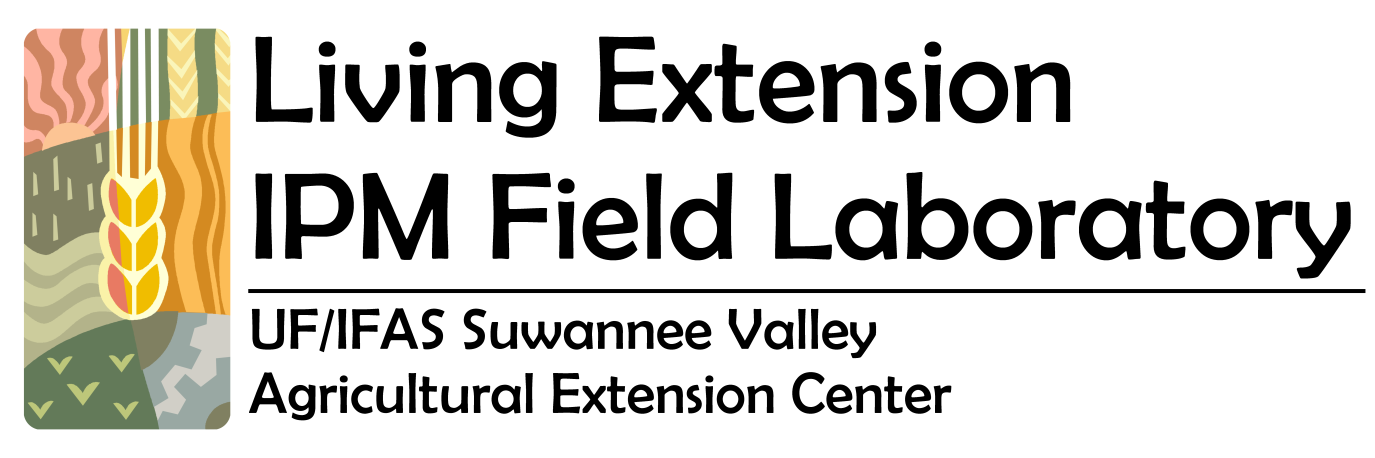 Living Extension
IPM Field Laboratory
UF/IFAS Suwannee Valley
Agricultural Extension Center